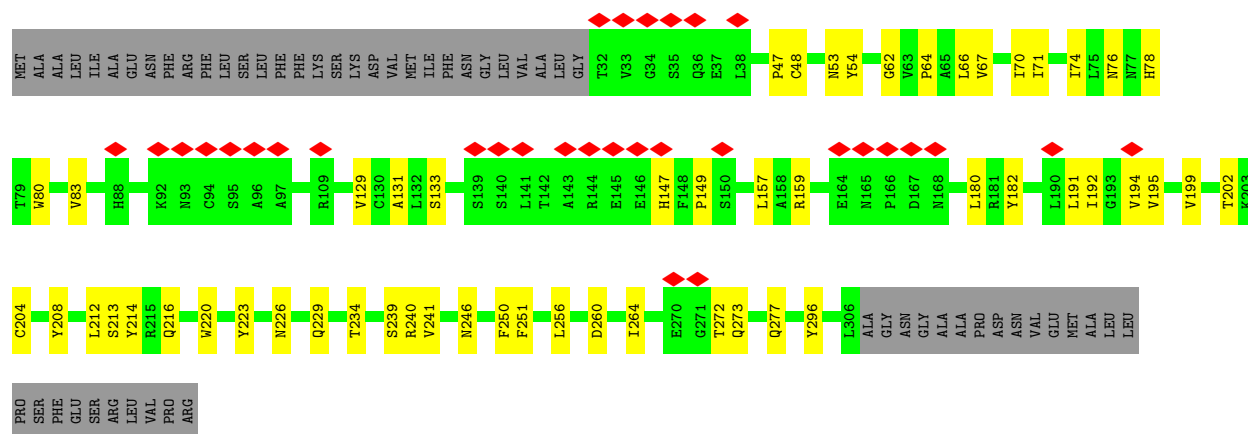 MET ALA ALA LEU ILE ALA GLU ASN PHE ARG PHE LEU SER LEU PHE PHE LYS SER LYS ASP VAL MET ILE PHE ASN GLY LEU VAL ALA LEU GLY T32 V33 G34 S35 Q36 E37 L38 P47 C48 N53 Y54 G62 V63 P64 A65 L66 V67 I70 I71 I74 L75 N76 N77 H78
T79 W80 V83 H88 K92 N93 C94 S95 A96 A97 R109 V129 C130 A131 L132 S133 S139 S140 L141 T142 A143 R144 E145 E146 H147 F148 P149 S150 L157 A158 R159 E164 N165 P166 D167 N168 L180 R181 Y182 L190 L191 I192 G193 V194 V195 V199 T202 K203
C204 Y208 L212 S213 Y214 R215 Q216 W220 Y223 N226 Q229 T234 S239 R240 V241 N246 F250 F251 L256 D260 I264 E270 G271 T272 Q273 Q277 Y296 L306 ALA GLY ASN GLY ALA ALA PRO ASP ASN VAL GLU MET ALA LEU LEU
PRO SER PHE GLU SER ARG LEU VAL PRO ARG